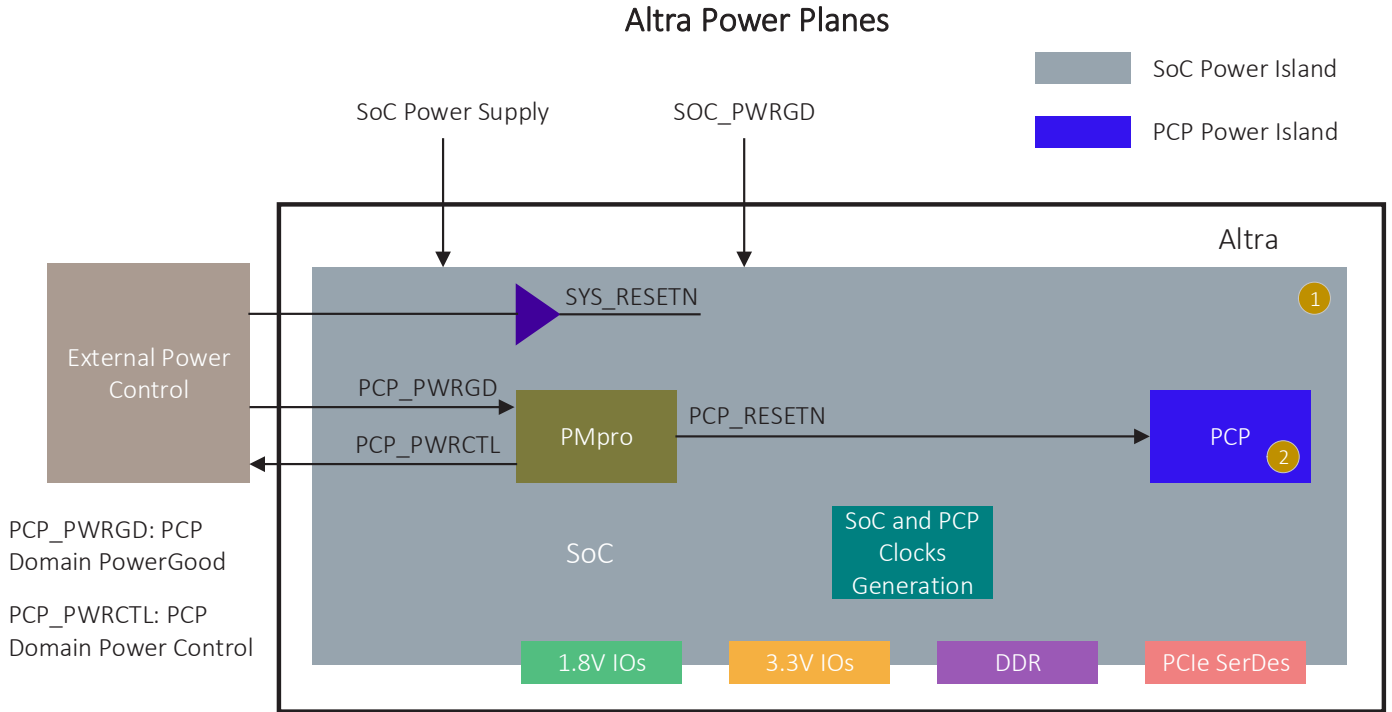 Altra Power Planes
SoC Power Island
PCP Power Island
SoC Power Supply
SOC_PWRGD
Altra
1
SYS_RESETN
External Power
Control
PCP_PWRGD
PCP_PWRCTL
PMpro
PCP_RESETN
PCP
2
PCP_PWRGD: PCP
Domain PowerGood
PCP_PWRCTL: PCP
Domain Power Control
SoC
SoC and PCP
Clocks
Generation
1.8V IOs
3.3V IOs
DDR
PCIe SerDes